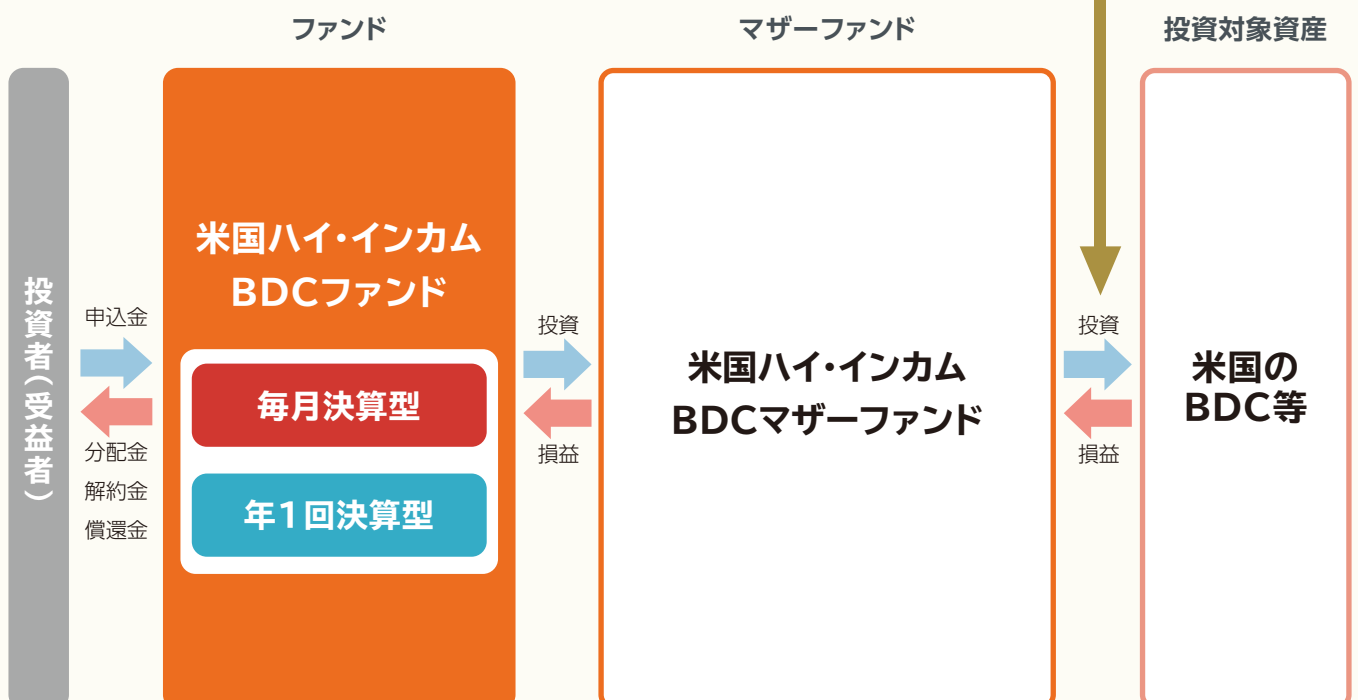 ファンド
マザーファンド
投資対象資産
投資者(受益者)
申込金
分配金
解約金
償還金
米国ハイ・インカム
BDCファンド
毎月決算型
年1回決算型
投資
損益
米国ハイ・インカム
BDCマザーファンド
投資
損益
米国の
BDC等